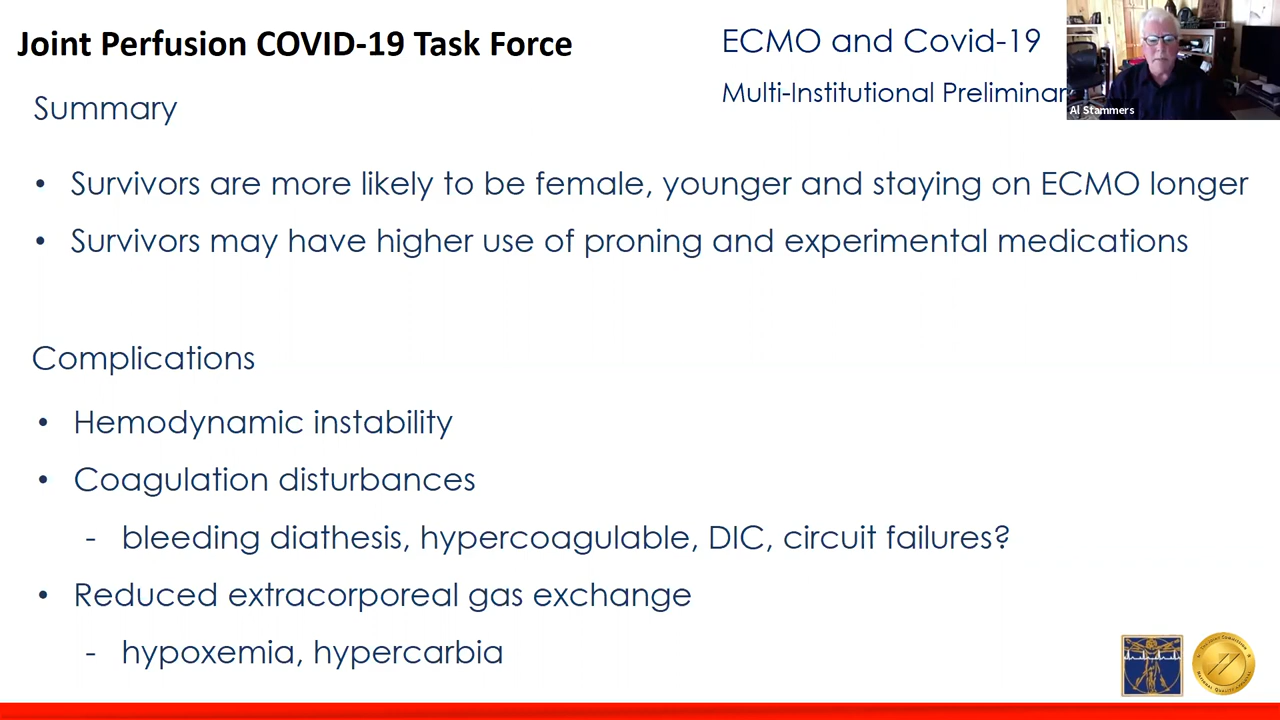 Joint Perfusion COVID-19 Task Force
ECMO and Covid-19
Multi-Institutional
Al Stammers
Summary
• Survivors are more likely to be female, younger and staying on ECMO longer
• Survivors may have higher use of proning and experimental medications
Complications
• Hemodynamic instability
• Coagulation disturbances
- bleeding diathesis, hypercoagulable, DIC, circuit failures?
• Reduced extracorporeal gas exchange
- hypoxemia, hypercarbia